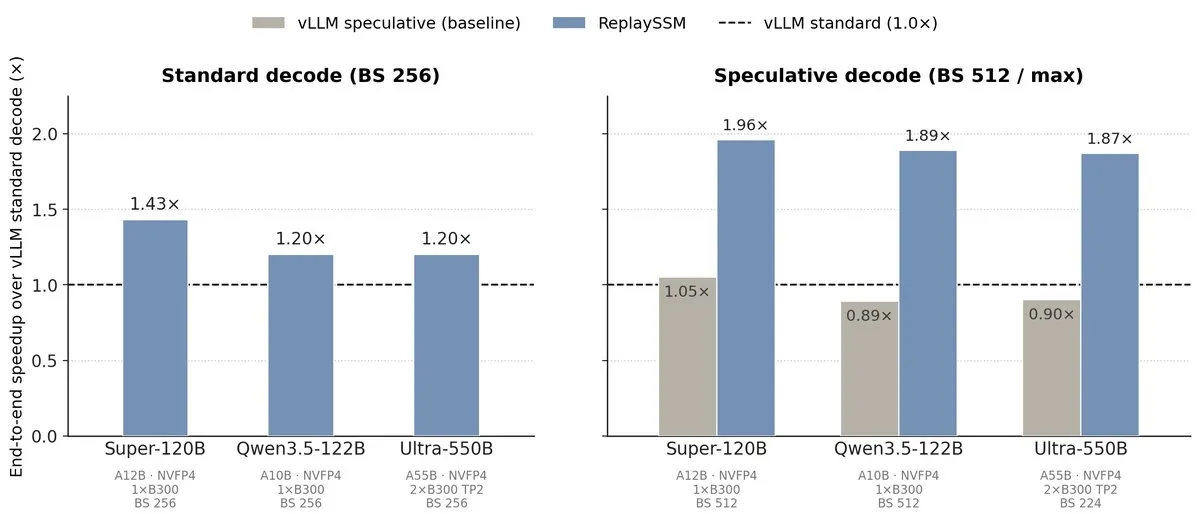 vLLM speculative (baseline) ReplaySSM vLLM standard (1.0×)
End-to-end speedup over vLLM standard decode (×)
Standard decode (BS 256)
2.0
1.5
1.0
0.5
0.0
1.43×
1.20×
1.20×
Super-120B
A12B · NVFP4
1×B300
BS 256
Qwen3.5-122B
A10B · NVFP4
1×B300
BS 256
Ultra-550B
A55B · NVFP4
2×B300 TP2
BS 256
Speculative decode (BS 512 / max)
1.05×
1.96×
0.89×
1.89×
0.90×
1.87×
Super-120B
A12B · NVFP4
1×B300
BS 512
Qwen3.5-122B
A10B · NVFP4
1×B300
BS 512
Ultra-550B
A55B · NVFP4
2×B300 TP2
BS 224